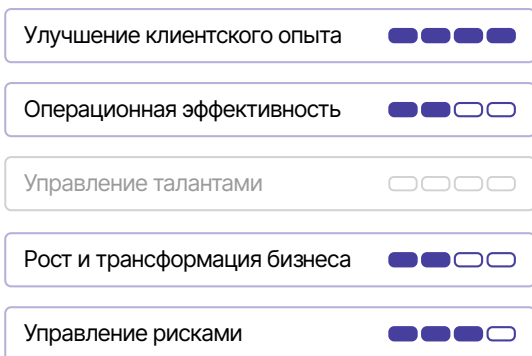 Улучшение клиентского опыта
Операционная эффективность
Управление талантами
Рост и трансформация бизнеса
Управление рисками